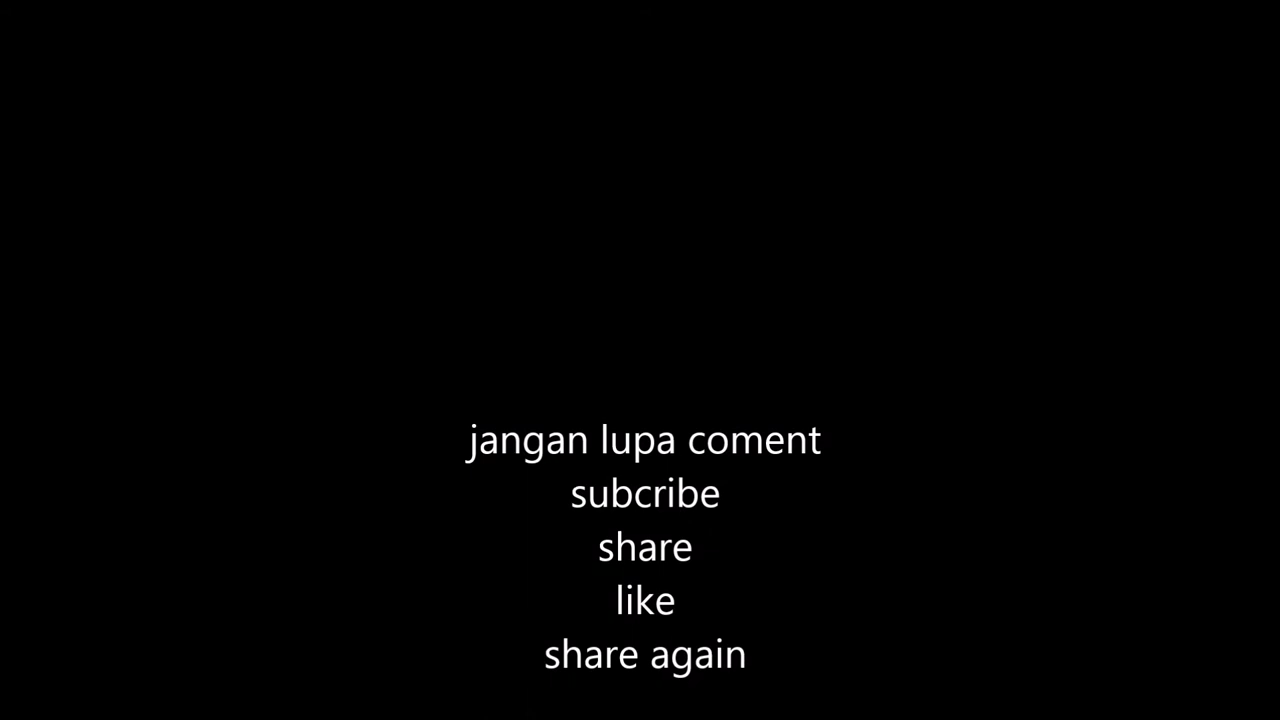 jangan lupa coment
subcribe
share
like
share again